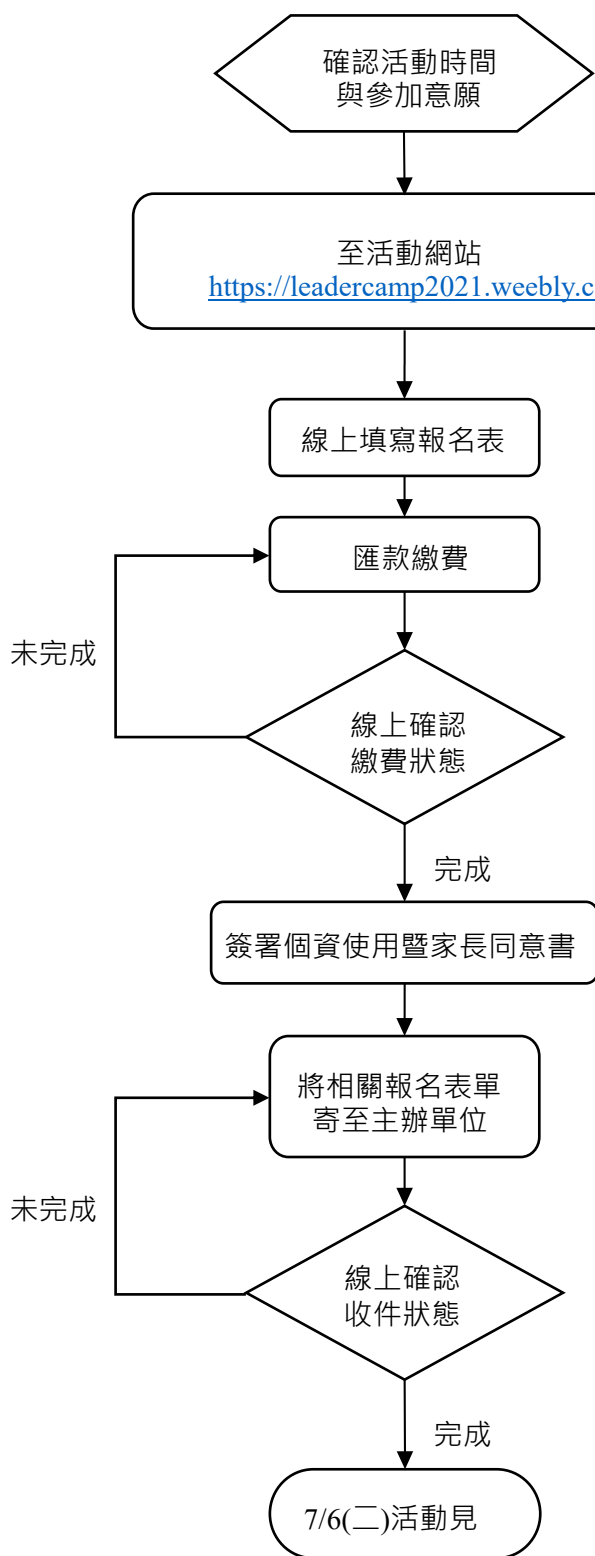 確認活動時間
與參加意願
至活動網站
https://leadercamp2021.weebly.c
線上填寫報名表
匯款繳費
未完成
線上確認
繳費狀態
完成
簽署個資使用暨家長同意書
將相關報名表單
寄至主辦單位
未完成
線上確認
收件狀態
完成
7/6(二)活動見